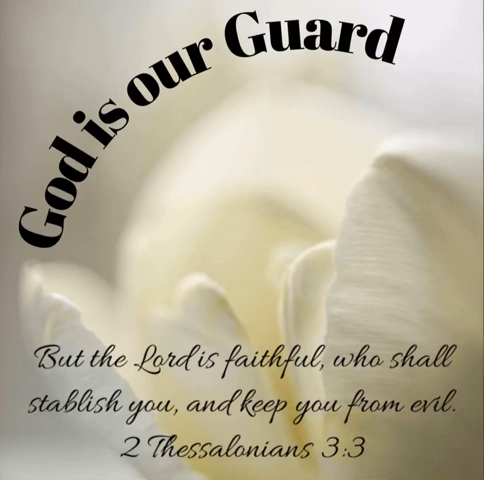 God is our Guard
But the Lord is faithful, who shall
stablish you, and keep you from evil.
2 Thessalonians 3:3